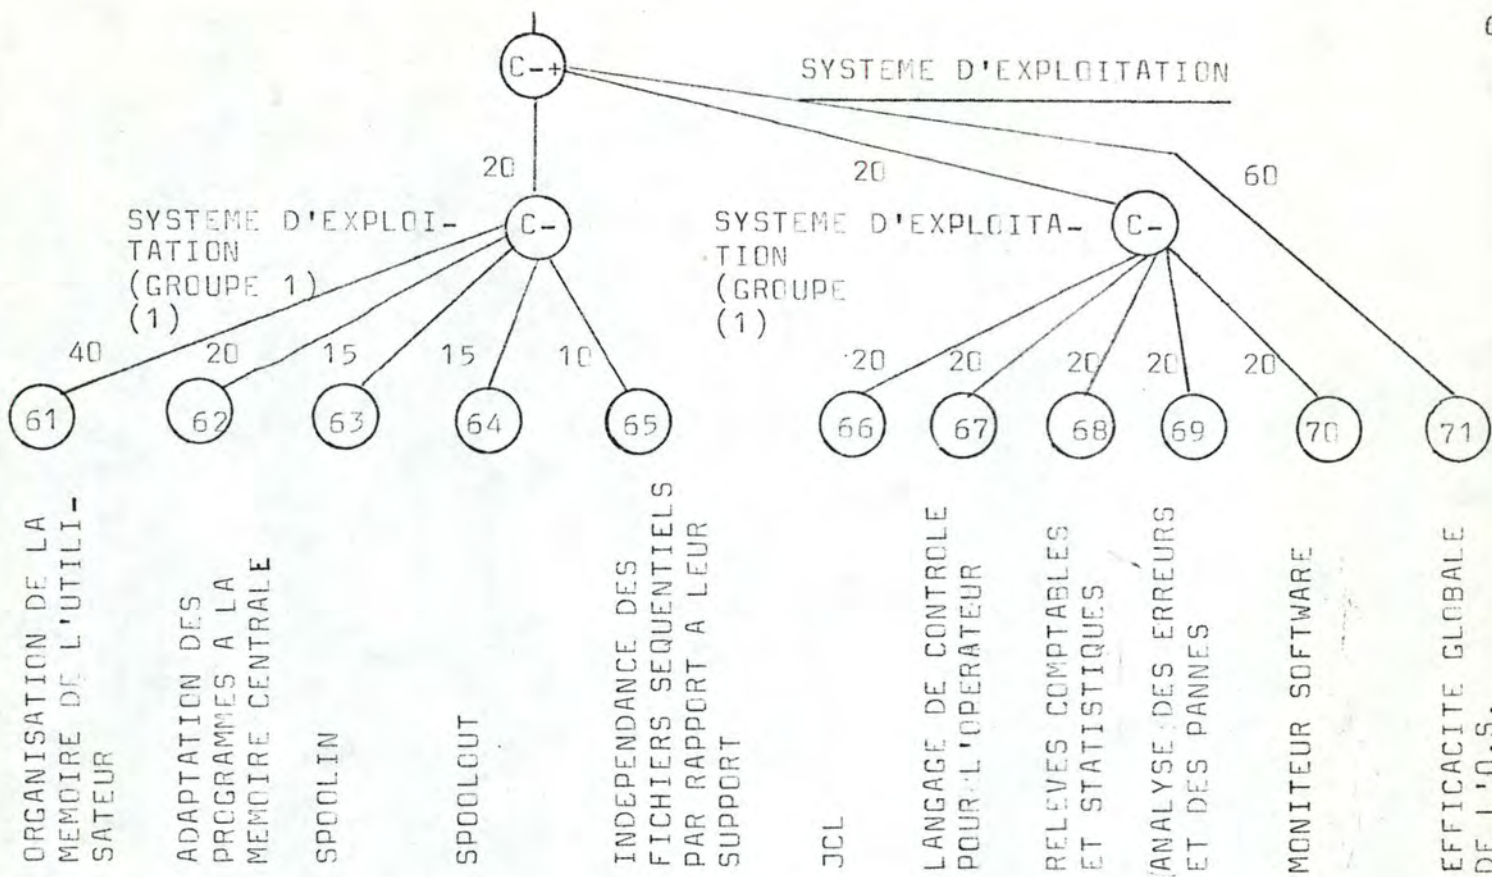 6
C-+
SYSTEME D'EXPLOITATION
20
20
60
SYSTEME D'EXPLOI-
TATION
(GROUPE 1)
(1)
C-
SYSTEME D'EXPLOITA-
TION
(GROUPE
(1)
C-
40
20
15
15
10
20
20
20
20
20
61
62
63
64
65
66
67
68
69
70
71
ORGANISATION DE LA
MEMOIRE DE L'UTILI-
SATEUR
ADAPTATION DES
PROGRAMMES A LA
MEMOIRE CENTRALE
SPOOLIN
SPOOLOUT
INDEPENDANCE DES
FICHIERS SEQUENTIELS
PAR RAPPORT A LEUR
SUPPORT
JCL
LANGAGE DE CONTROLE
POUR L'OPERATEUR
RELEVES COMPTABLES
ET STATISTIQUES
ANALYSE DES ERREURS
ET DES PANNES
MONITEUR SOFTWARE
EFFICACITE GLOBALE
DE L'O.S.